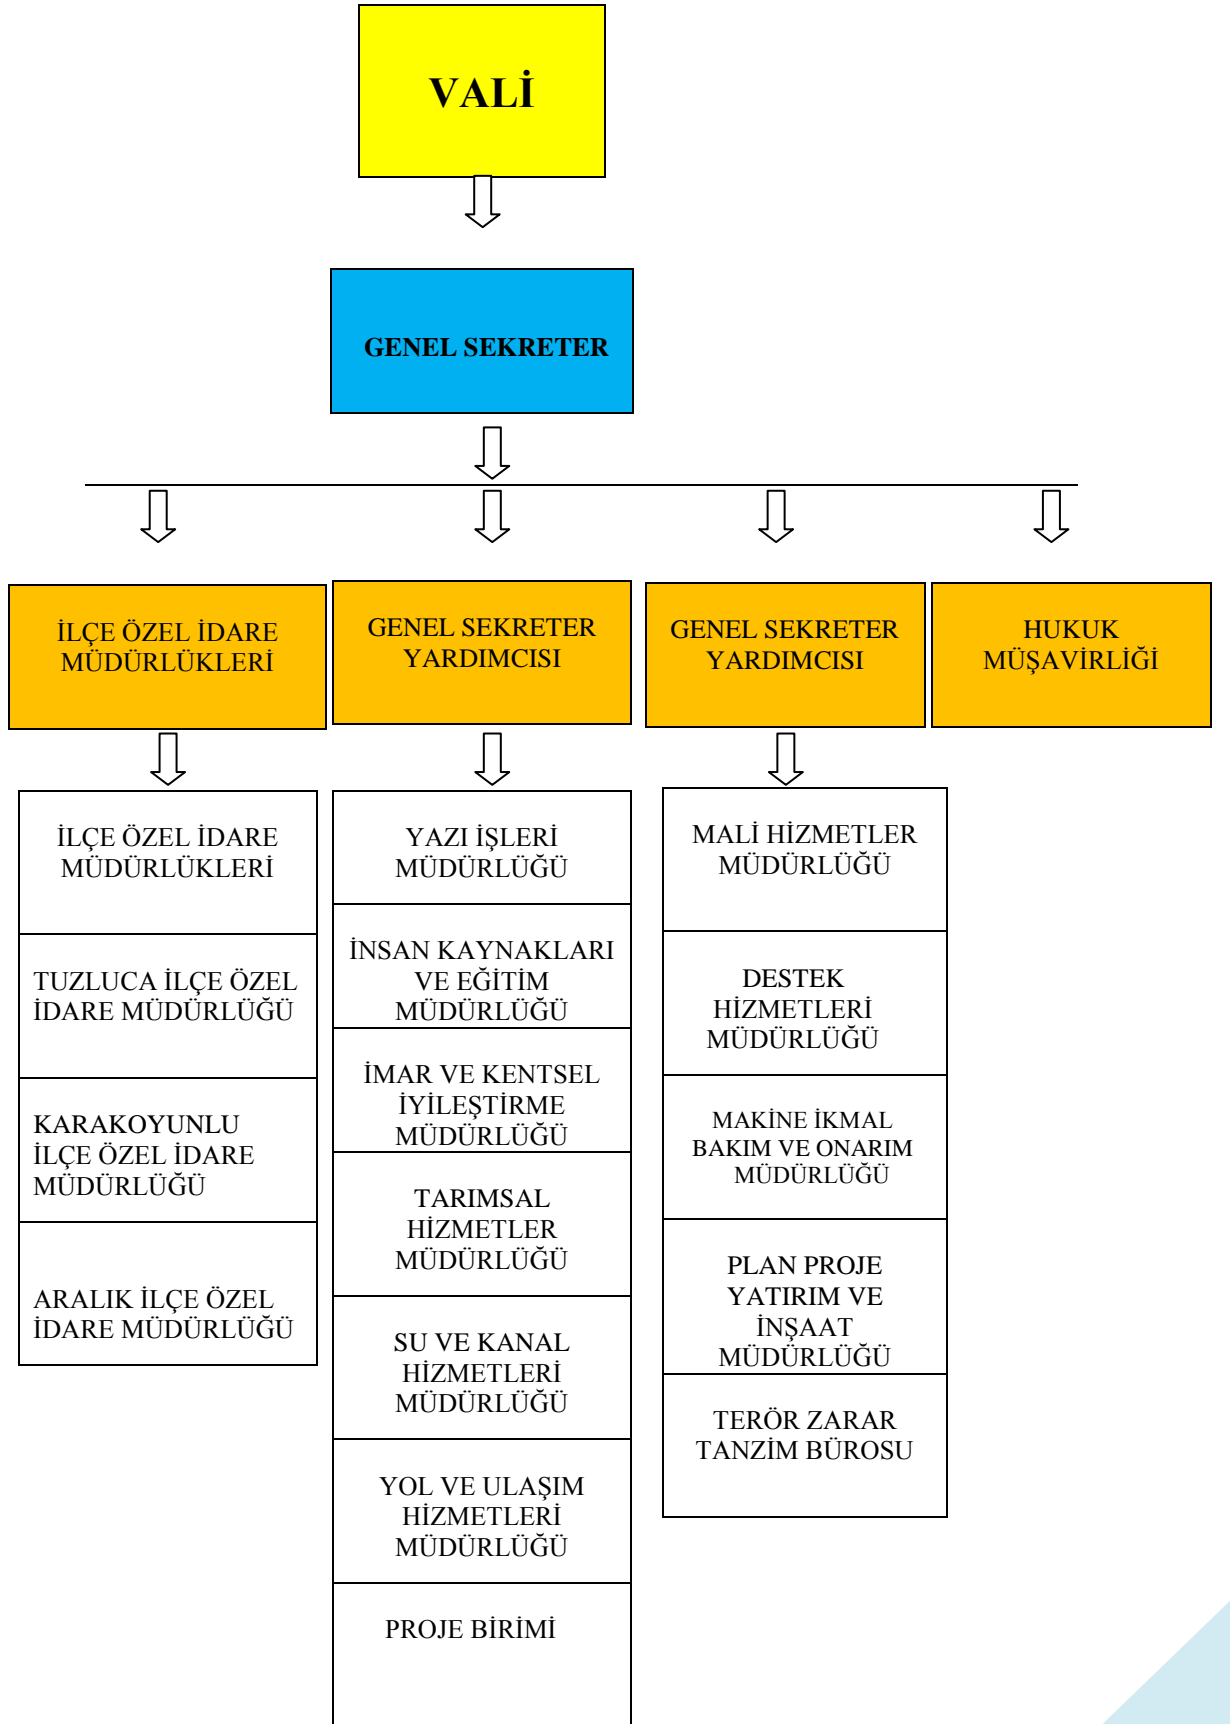 VALİ
GENEL SEKRETER
İLÇE ÖZEL İDARE
MÜDÜRLÜKLERİ
GENEL SEKRETER
YARDIMCISI
GENEL SEKRETER
YARDIMCISI
HUKUK
MÜŞAVİRLİĞİ
İLÇE ÖZEL İDARE
MÜDÜRLÜKLERİ
TUZLUCA İLÇE ÖZEL
İDARE MÜDÜRLÜĞÜ
KARAKOYUNLU
İLÇE ÖZEL İDARE
MÜDÜRLÜĞÜ
ARALIK İLÇE ÖZEL
İDARE MÜDÜRLÜĞÜ
YAZI İŞLERİ
MÜDÜRLÜĞÜ
İNSAN KAYNAKLARI
VE EĞİTİM
MÜDÜRLÜĞÜ
İMAR VE KENTSEL
İYİLEŞTİRME
MÜDÜRLÜĞÜ
TARIMSAL
HİZMETLER
MÜDÜRLÜĞÜ
SU VE KANAL
HİZMETLERİ
MÜDÜRLÜĞÜ
YOL VE ULAŞIM
HİZMETLERİ
MÜDÜRLÜĞÜ
PROJE BİRİMİ
MALİ HİZMETLER
MÜDÜRLÜĞÜ
DESTEK
HİZMETLERİ
MÜDÜRLÜĞÜ
MAKİNE İKMAL
BAKIM VE ONARIM
MÜDÜRLÜĞÜ
PLAN PROJE
YATIRIM VE
İNŞAAT
MÜDÜRLÜĞÜ
TERÖR ZARAR
TANZİM BÜROSU